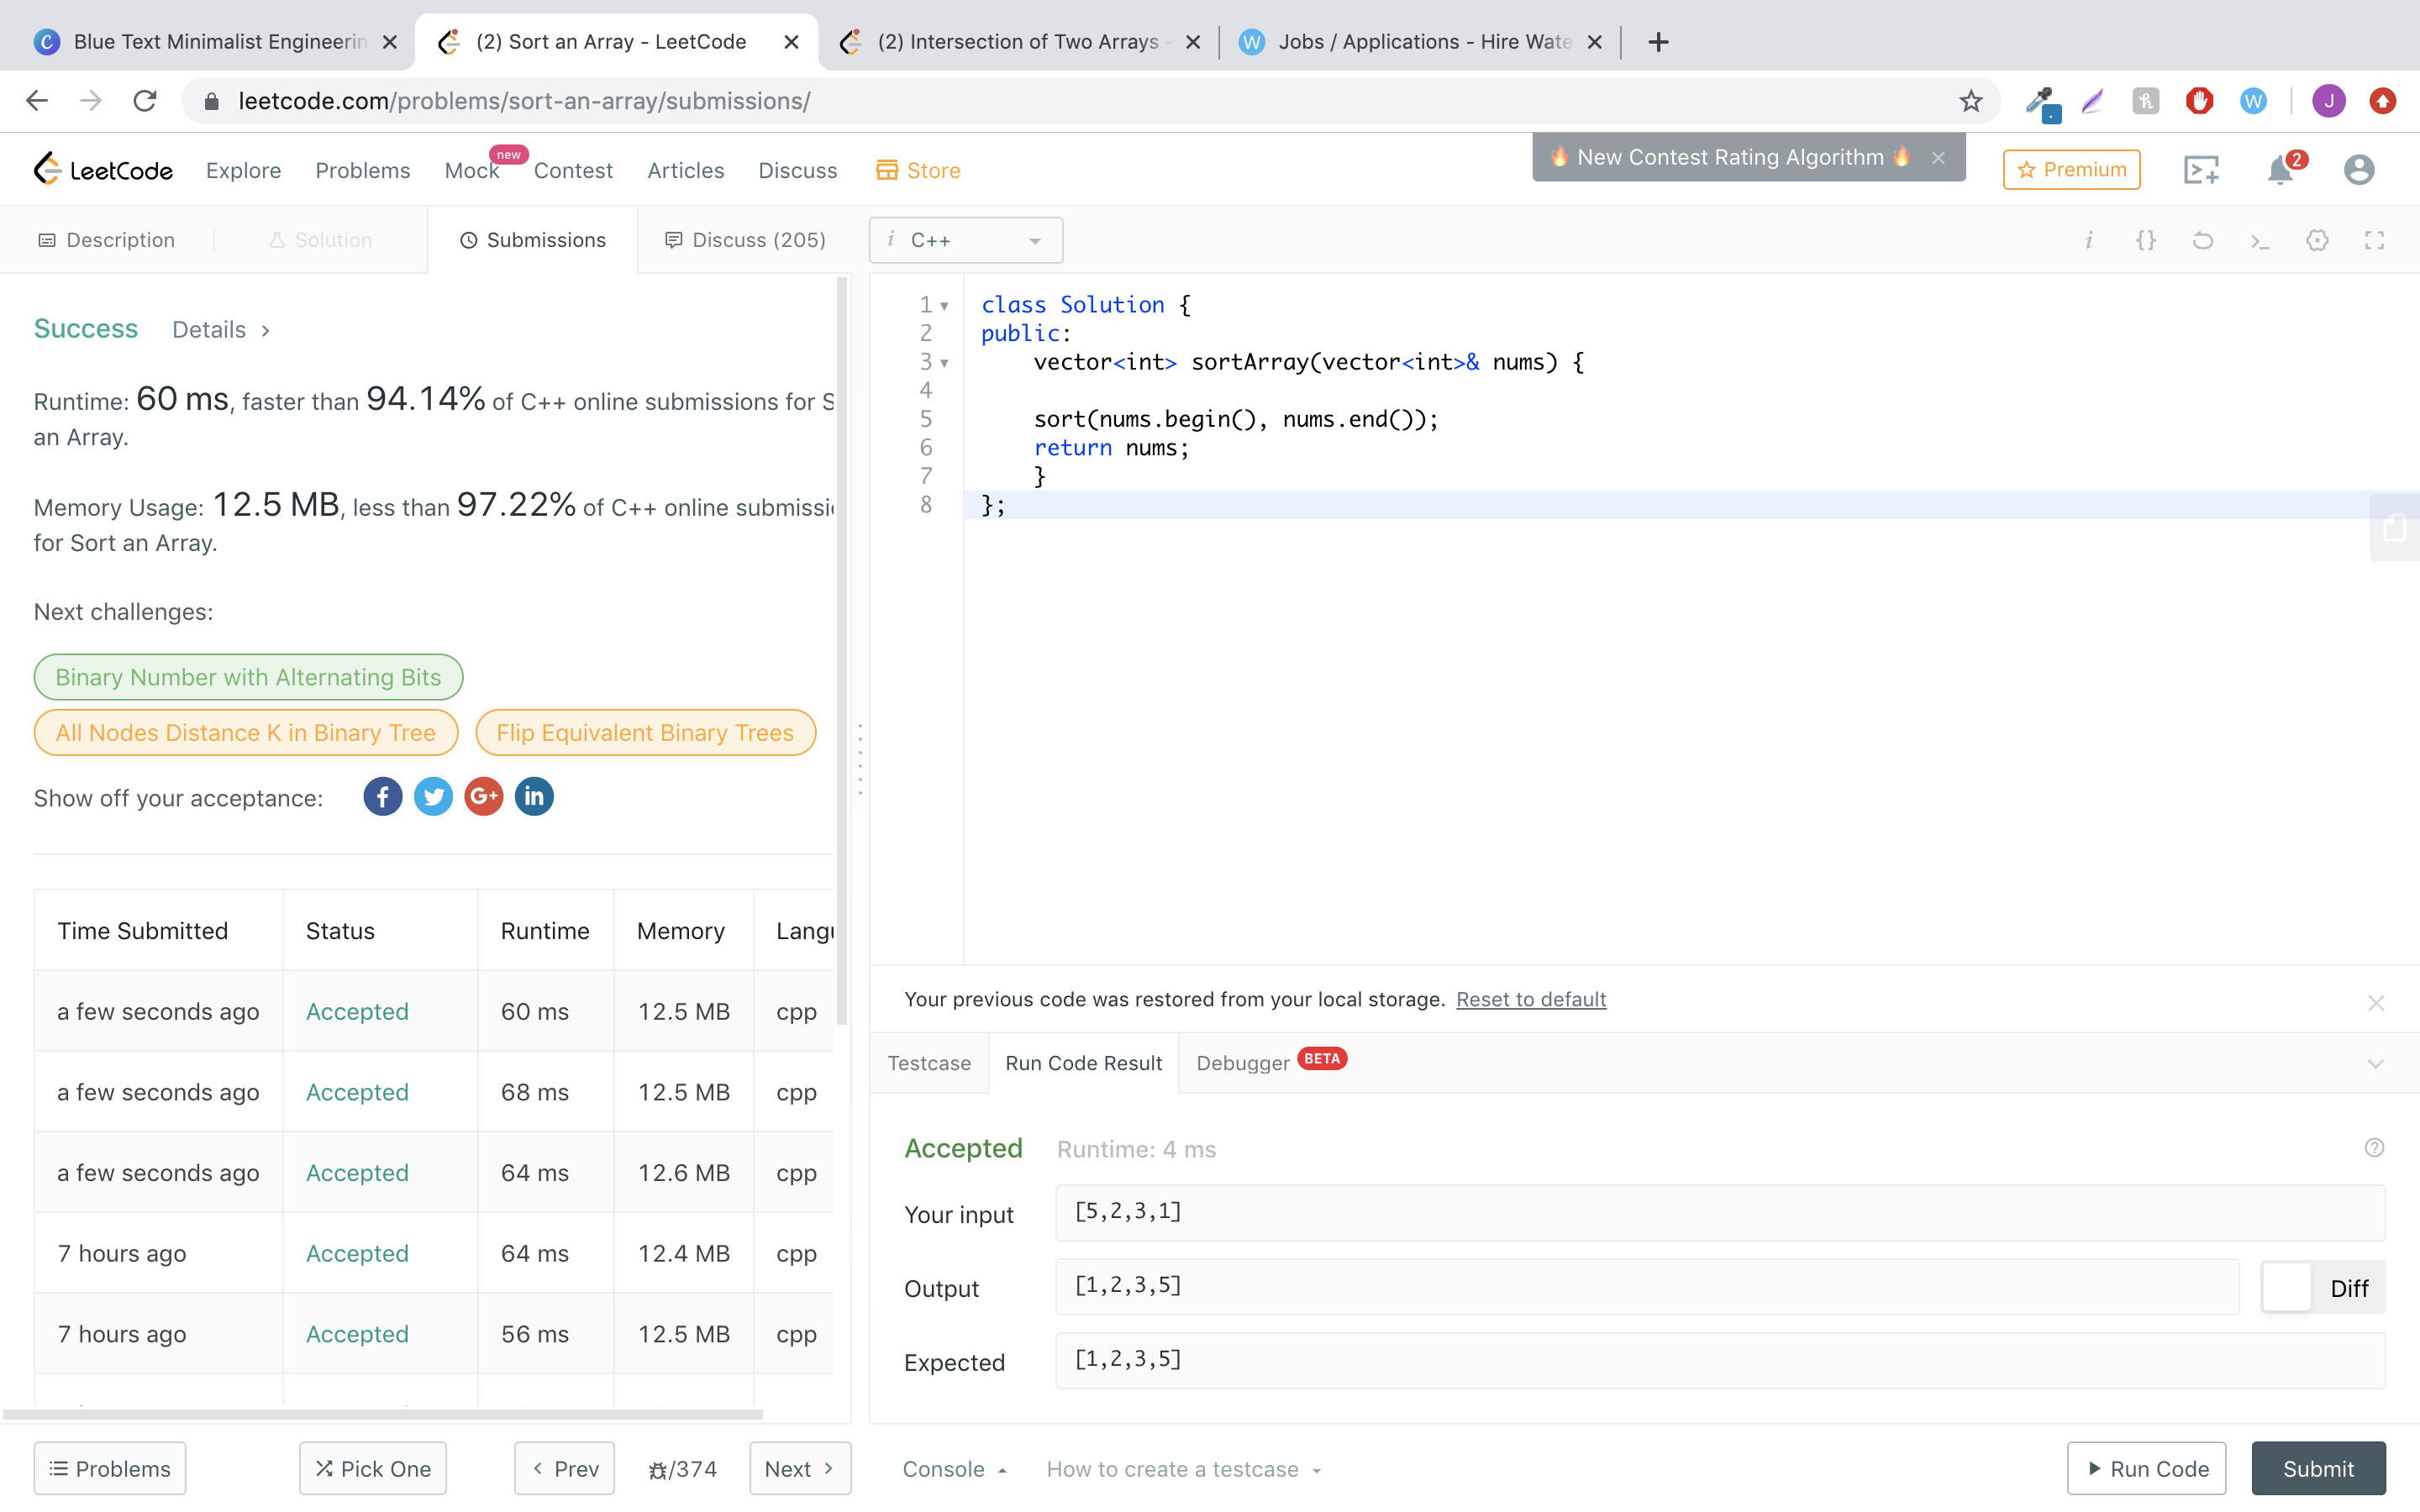 Blue Text Minimalist Engineerin
(2) Sort an Array - LeetCode
(2) Intersection of Two Arrays -
Jobs / Applications - Hire Wate
leetcode.com/problems/sort-an-array/submissions/
LeetCode Explore Problems Mock new Contest Articles Discuss Store
🔥 New Contest Rating Algorithm 🔥
Premium
2
Description
Solution
Submissions
Discuss (205)
i C++
Success Details >
Runtime: 60 ms, faster than 94.14% of C++ online submissions for S
an Array.
Memory Usage: 12.5 MB, less than 97.22% of C++ online submissi
for Sort an Array.
Next challenges:
Binary Number with Alternating Bits
All Nodes Distance K in Binary Tree Flip Equivalent Binary Trees
Show off your acceptance:
Time Submitted Status Runtime Memory Langu
a few seconds ago Accepted 60 ms 12.5 MB cpp
a few seconds ago Accepted 68 ms 12.5 MB cpp
a few seconds ago Accepted 64 ms 12.6 MB cpp
7 hours ago Accepted 64 ms 12.4 MB cpp
7 hours ago Accepted 56 ms 12.5 MB cpp
Problems
Pick One
< Prev
/374
Next >
1 class Solution {
2 public:
3     vector<int> sortArray(vector<int>& nums) {
4
5     sort(nums.begin(), nums.end());
6     return nums;
7     }
8 };
Your previous code was restored from your local storage. Reset to default
Testcase
Run Code Result
Debugger BETA
Accepted Runtime: 4 ms
Your input [5,2,3,1]
Output [1,2,3,5]
Diff
Expected [1,2,3,5]
Console
How to create a testcase
Run Code
Submit